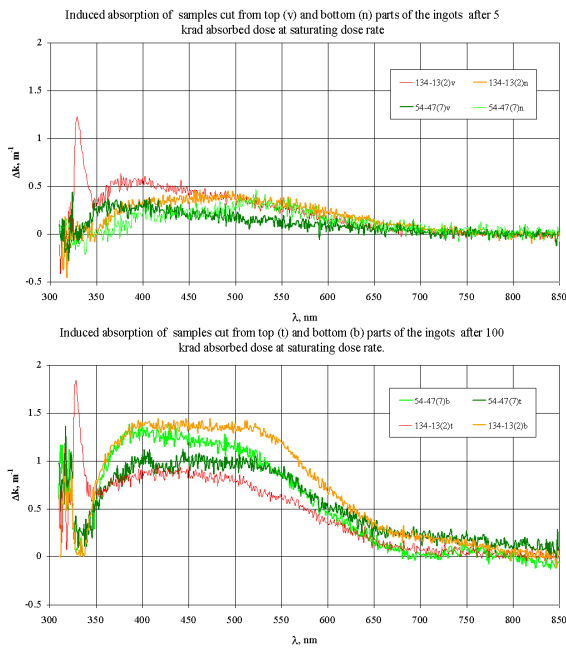 Induced absorption of samples cut from top (v) and bottom (n) parts of the ingots after 5
krad absorbed dose at saturating dose rate
2
1.5
1
0.5
0
-0.5
Δk, m-1
134-13(2)v
134-13(2)n
54-47(7)v
54-47(7)n
300
350
400
450
500
550
600
650
700
750
800
850
λ, nm
Induced absorption of samples cut from top (t) and bottom (b) parts of the ingots after 100
krad absorbed dose at saturating dose rate.
2
1.5
1
0.5
0
-0.5
Δk, m-1
54-47(7)b
54-47(7)t
134-13(2)t
134-13(2)b
300
350
400
450
500
550
600
650
700
750
800
850
λ, nm